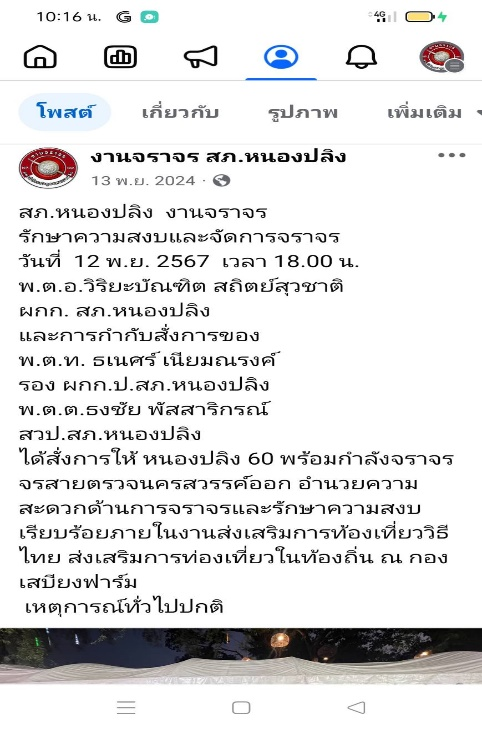 10:16 น. G
4G
โพสต์ เกี่ยวกับ รูปภาพ เพิ่มเติม
งานจราจร สภ.หนองปลิง
13 พ.ย. 2024 ·
สภ.หนองปลิง งานจราจร
รักษาความสงบและจัดการจราจร
วันที่ 12 พ.ย. 2567 เวลา 18.00 น.
พ.ต.อ.วิริยะบัณฑิต สถิตย์สุวชาติ
ผกก. สภ.หนองปลิง
และการกำกับสั่งการของ
พ.ต.ท. ธเนศร์ เนียมณรงค์
รอง ผกก.ป.สภ.หนองปลิง
พ.ต.ต.ธงชัย พัสสาริกรณ์
สวป.สภ.หนองปลิง
ได้สั่งการให้ หนองปลิง 60 พร้อมกำลังจราจร
จรสายตรวจนครสวรรค์ออก อำนวยความ
สะดวกด้านการจราจรและรักษาความสงบ
เรียบร้อยภายในงานส่งเสริมการท้องเที่ยววิธี
ไทย ส่งเสริมการท่องเที่ยวในท้องถิ่น ณ กอง
เสบียงฟาร์ม
เหตุการณ์ทั่วไปปกติ